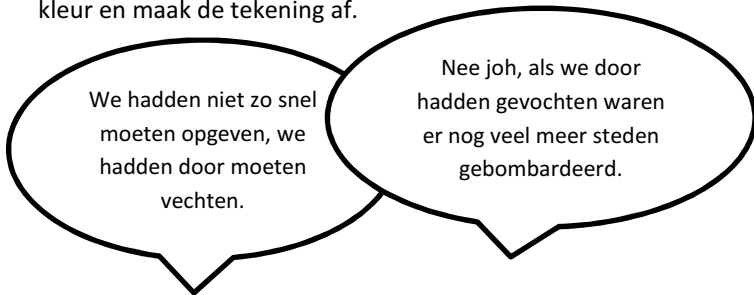 kleur en maak de tekening af.
We hadden niet zo snel
moeten opgeven, we
hadden door moeten
vechten.
Nee joh, als we door
hadden gevochten waren
er nog veel meer steden
gebombardeerd.